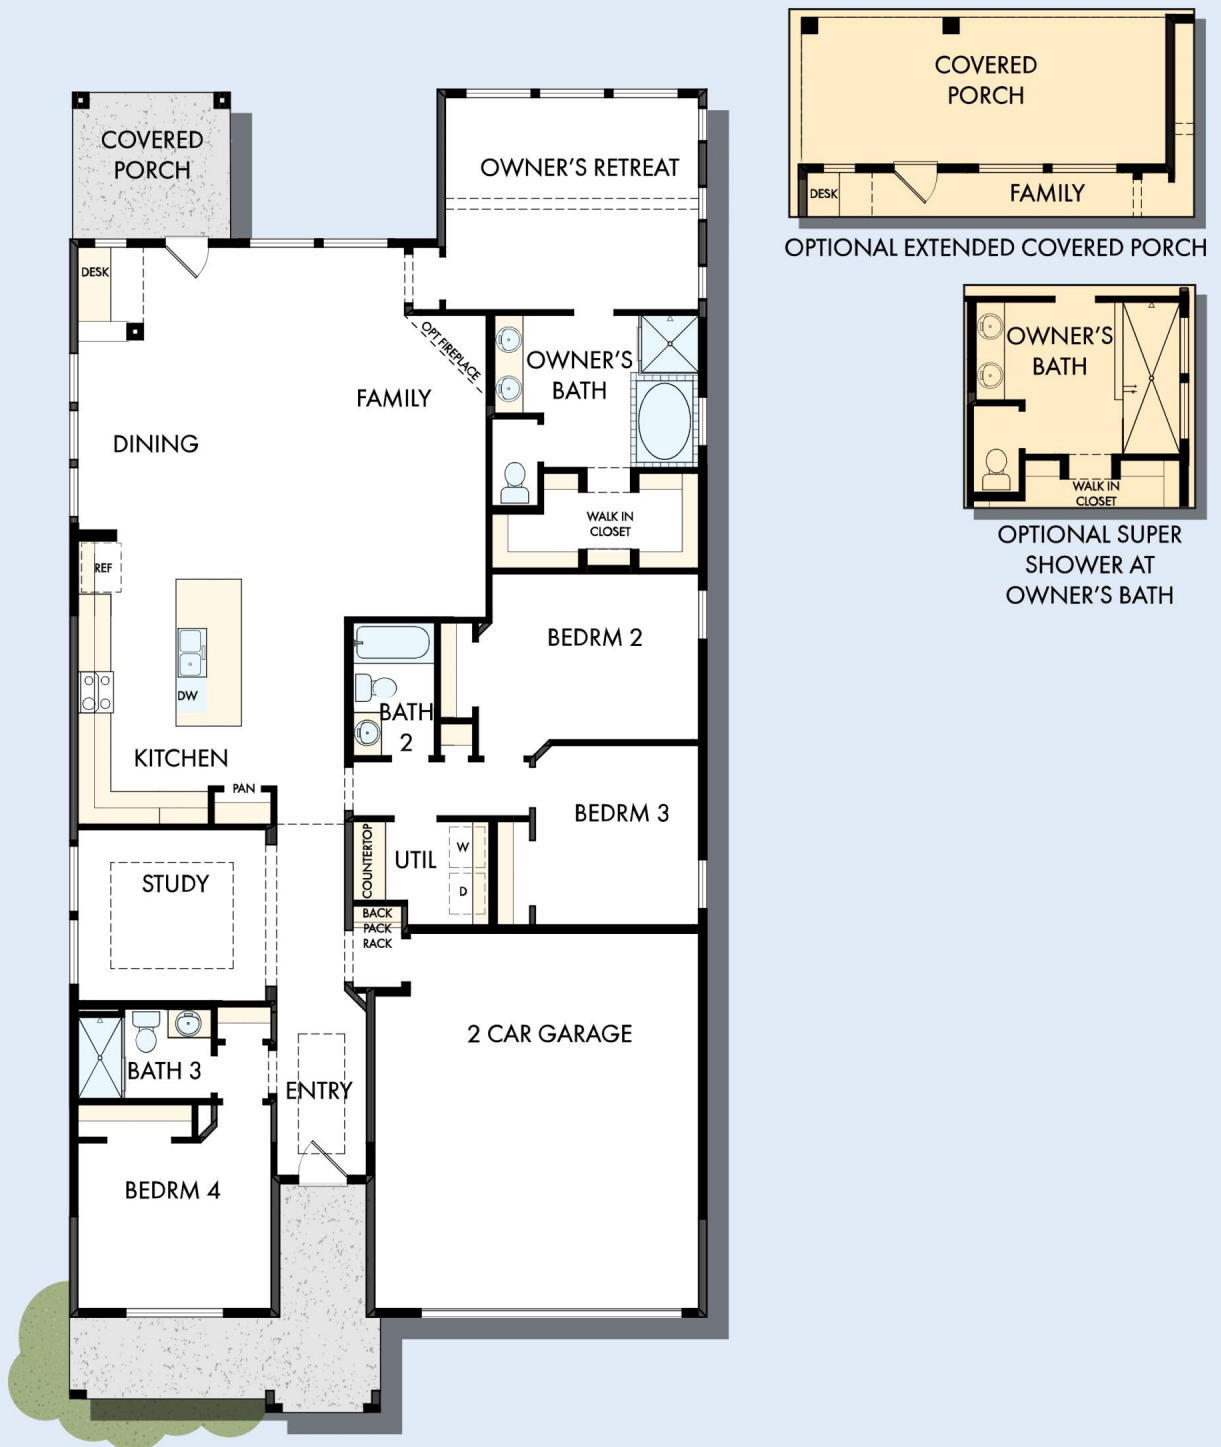 COVERED
PORCH
OWNER'S RETREAT
DESK
OPT FIREPLACE
OWNER'S
BATH
FAMILY
DINING
WALK IN
CLOSET
REF
BEDRM 2
DW
BATH
2
KITCHEN
PAN
BEDRM 3
COUNTERTOP
UTIL
W
D
STUDY
BACK
PACK
RACK
2 CAR GARAGE
BATH 3
ENTRY
BEDRM 4
COVERED
PORCH
DESK
FAMILY
OPTIONAL EXTENDED COVERED PORCH
OWNER'S
BATH
WALK IN
CLOSET
OPTIONAL SUPER
SHOWER AT
OWNER'S BATH